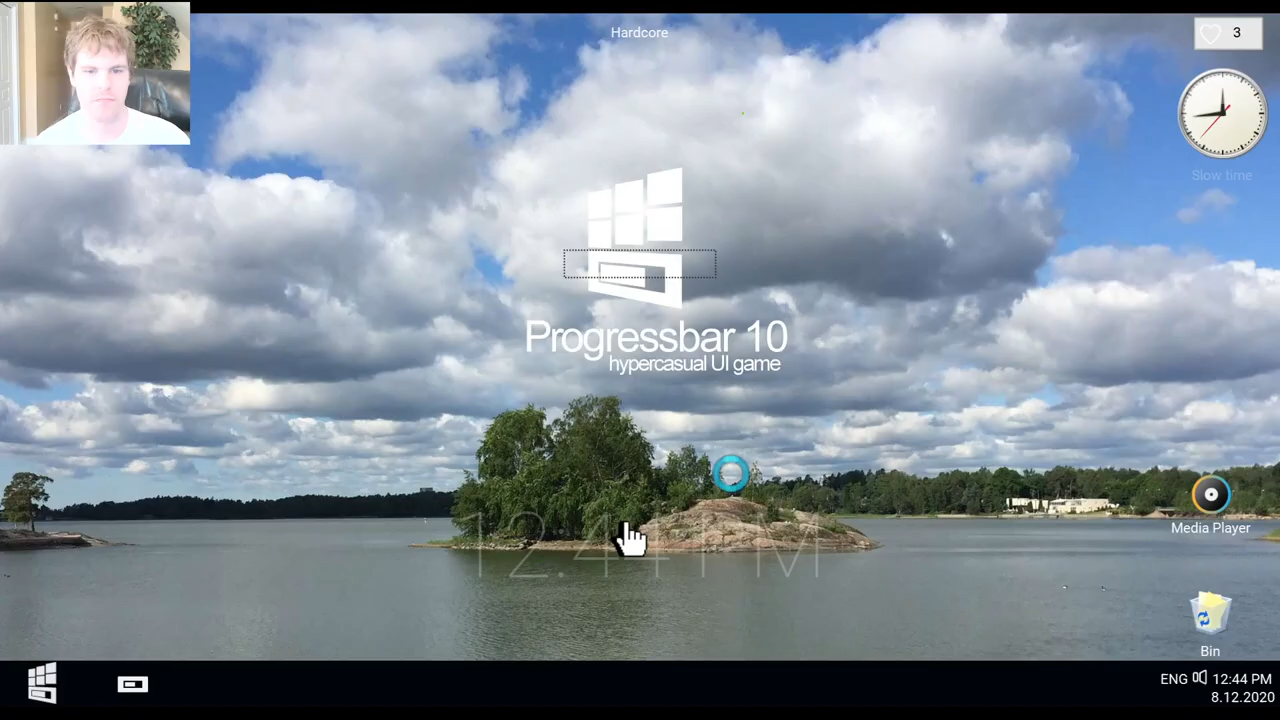 Hardcore
3
Slow time
Progressbar 10
hypercasual UI game
12.44 PM
Media Player
Bin
ENG 12:44 PM
8.12.2020